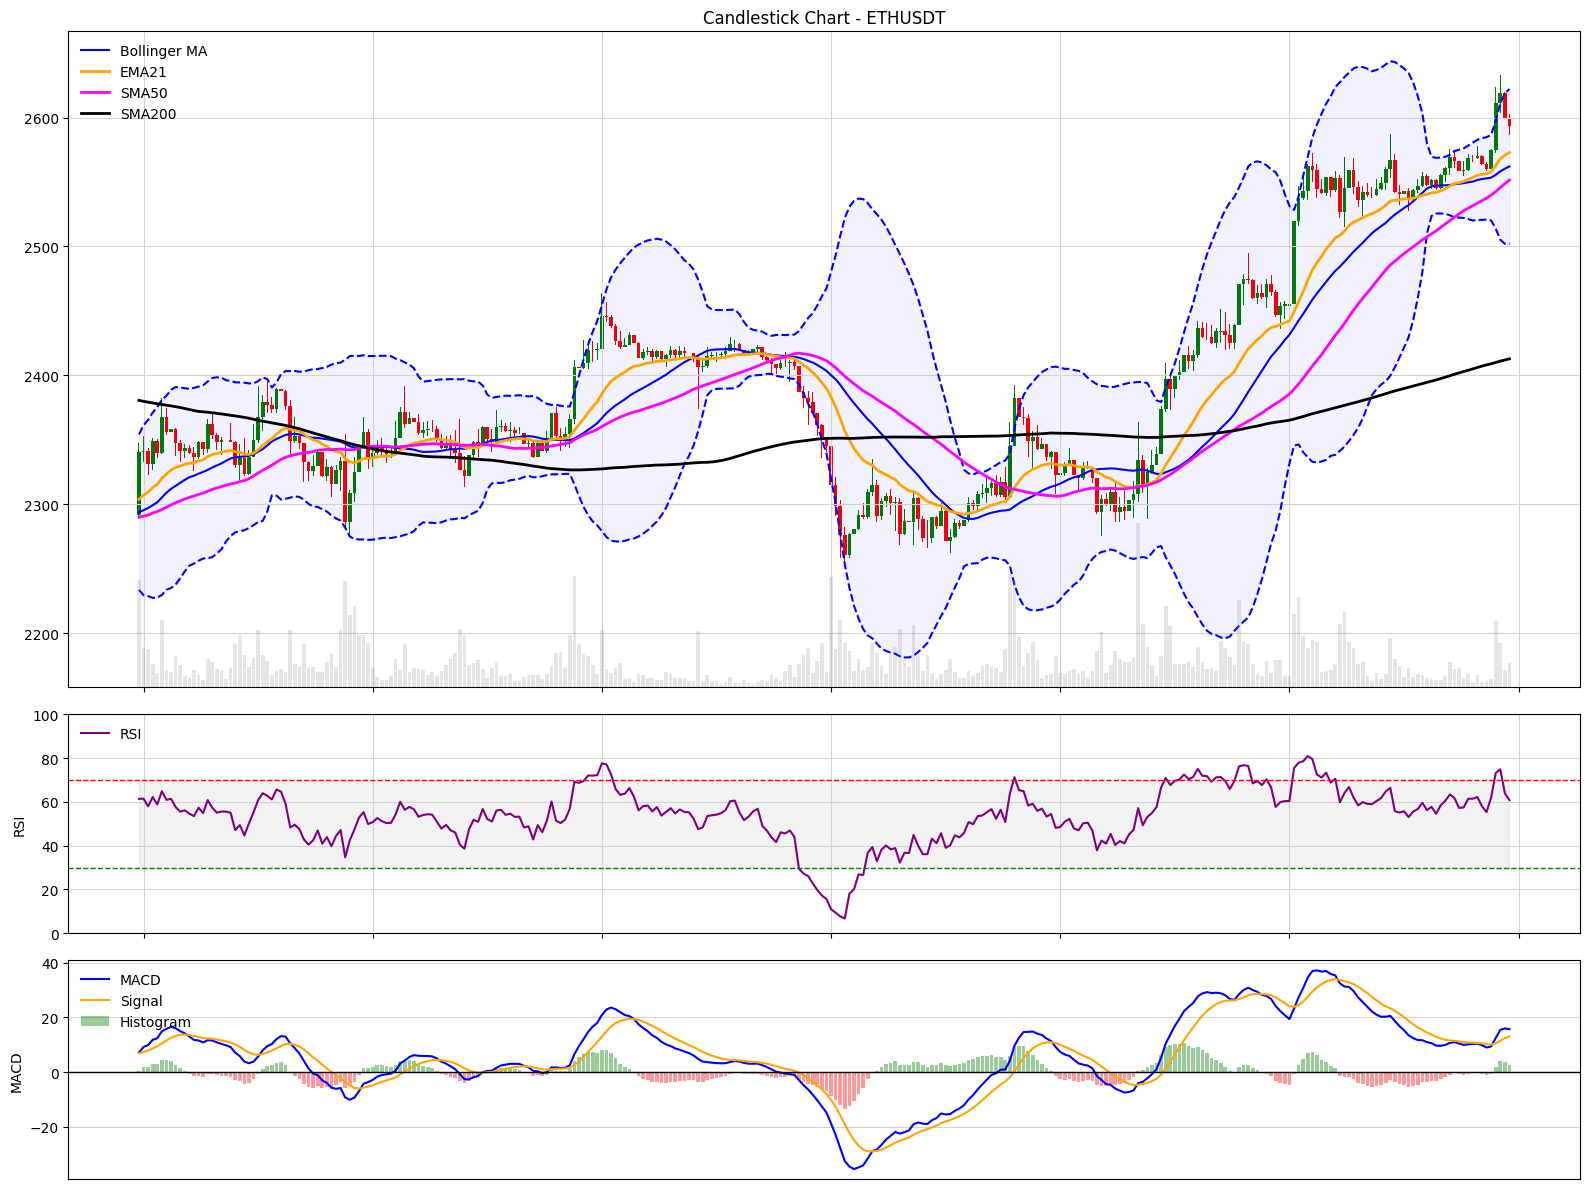 Candlestick Chart - ETHUSDT
Bollinger MA
EMA21
SMA50
SMA200
2600
2500
2400
2300
2200
RSI
100
80
60
40
20
0
RSI
MACD
Signal
Histogram
40
20
0
−20
MACD